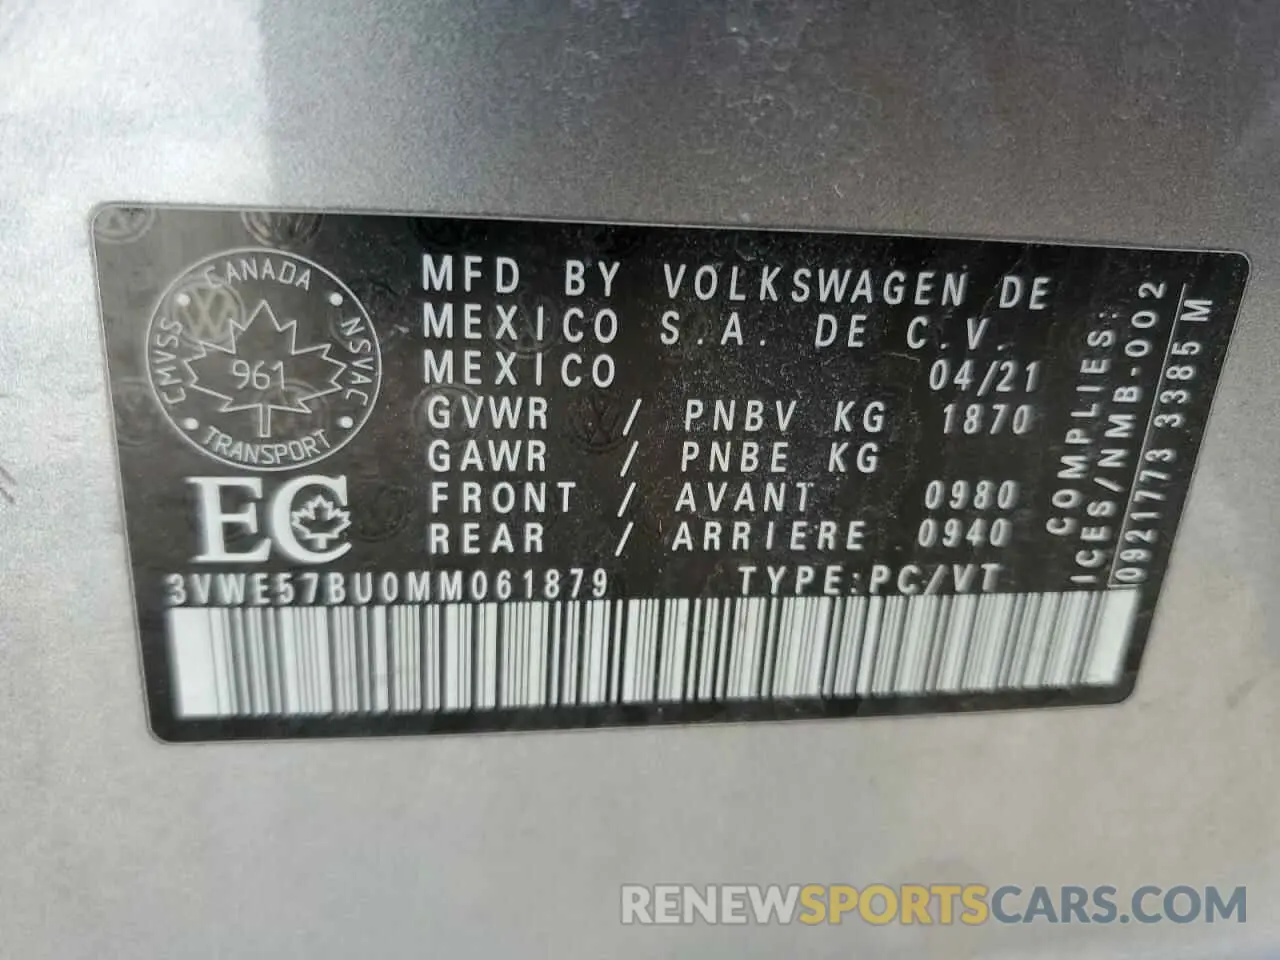 CANADA
CMVSS
NSVAC
961
TRANSPORT
EC
MFD BY VOLKSWAGEN DE
MEXICO S.A. DE C.V.
MEXICO 04/21
GVWR / PNBV KG 1870
GAWR / PNBE KG
FRONT / AVANT 0980
REAR / ARRIERE 0940
3VWE57BU0MM061879 TYPE:PC/VT
COMPLIES:
ICES/NMB-002
0921773 3385 M
RENEWSPORTSCARS.COM